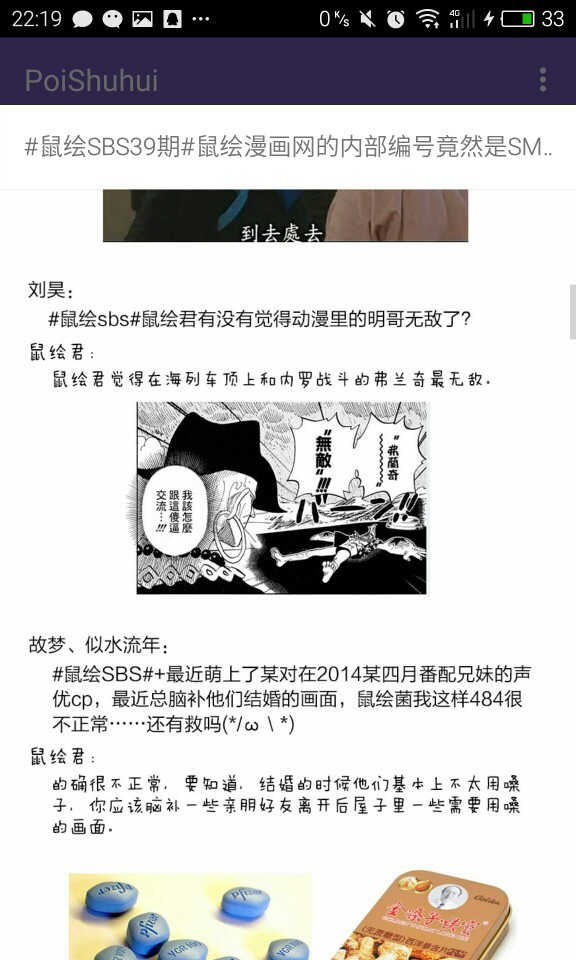 22:19
0 K/s
4G
33
PoiShuhui
#鼠绘SBS39期#鼠绘漫画网的内部编号竟然是SM...
到去處去
刘昊:
#鼠绘sbs#鼠绘君有没有觉得动漫里的明哥无敌了?
鼠绘君:
鼠绘君觉得在海列车顶上和内罗战斗的弗兰奇最无敌.
"弗蘭奇
"無敵"!!!
我該怎麼
跟這傻逼
交流…!!!
故梦、似水流年:
#鼠绘SBS#+最近萌上了某对在2014某四月番配兄妹的声
优cp，最近总脑补他们结婚的画面，鼠绘菌我这样484很
不正常……还有救吗(*/ω＼*)
鼠绘君:
的确很不正常，要知道，结婚的时候他们基本上不太用嗓
子，你应该脑补一些亲朋好友离开后屋子里一些需要用嗓
的画面。
Pfizer
Pfizer
Pfizer
VGR100
VGR100
Golden
金嗓子喉宝